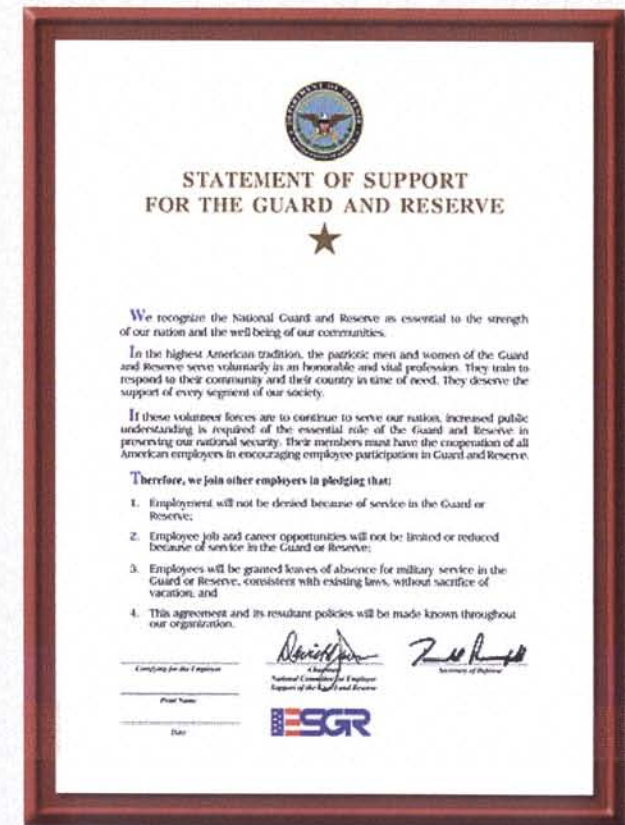 DEPARTMENT OF DEFENSE
STATEMENT OF SUPPORT
FOR THE GUARD AND RESERVE
We recognize the National Guard and Reserve as essential to the strength
of our nation and the well being of our communities.
In the highest American tradition, the patriotic men and women of the Guard
and Reserve serve voluntarily in an honorable and vital profession. They train to
respond to their community and their country in time of need. They deserve the
support of every segment of our society.
If these volunteer forces are to continue to serve our nation, increased public
understanding is required of the essential role of the Guard and Reserve in
preserving our national security. Their members must have the cooperation of all
American employers in encouraging employee participation in Guard and Reserve.
Therefore, we join other employers in pledging that:
1. Employment will not be denied because of service in the Guard or
Reserve;
2. Employee job and career opportunities will not be limited or reduced
because of service in the Guard or Reserve;
3. Employees will be granted leaves of absence for military service in the
Guard or Reserve, consistent with existing laws, without sacrifice of
vacation; and
4. This agreement and its resultant policies will be made known throughout
our organization.
Certifying for the Employer
Print Name
Date
Chairman
National Committee for Employer
Support of the Guard and Reserve
Secretary of Defense
ESGR